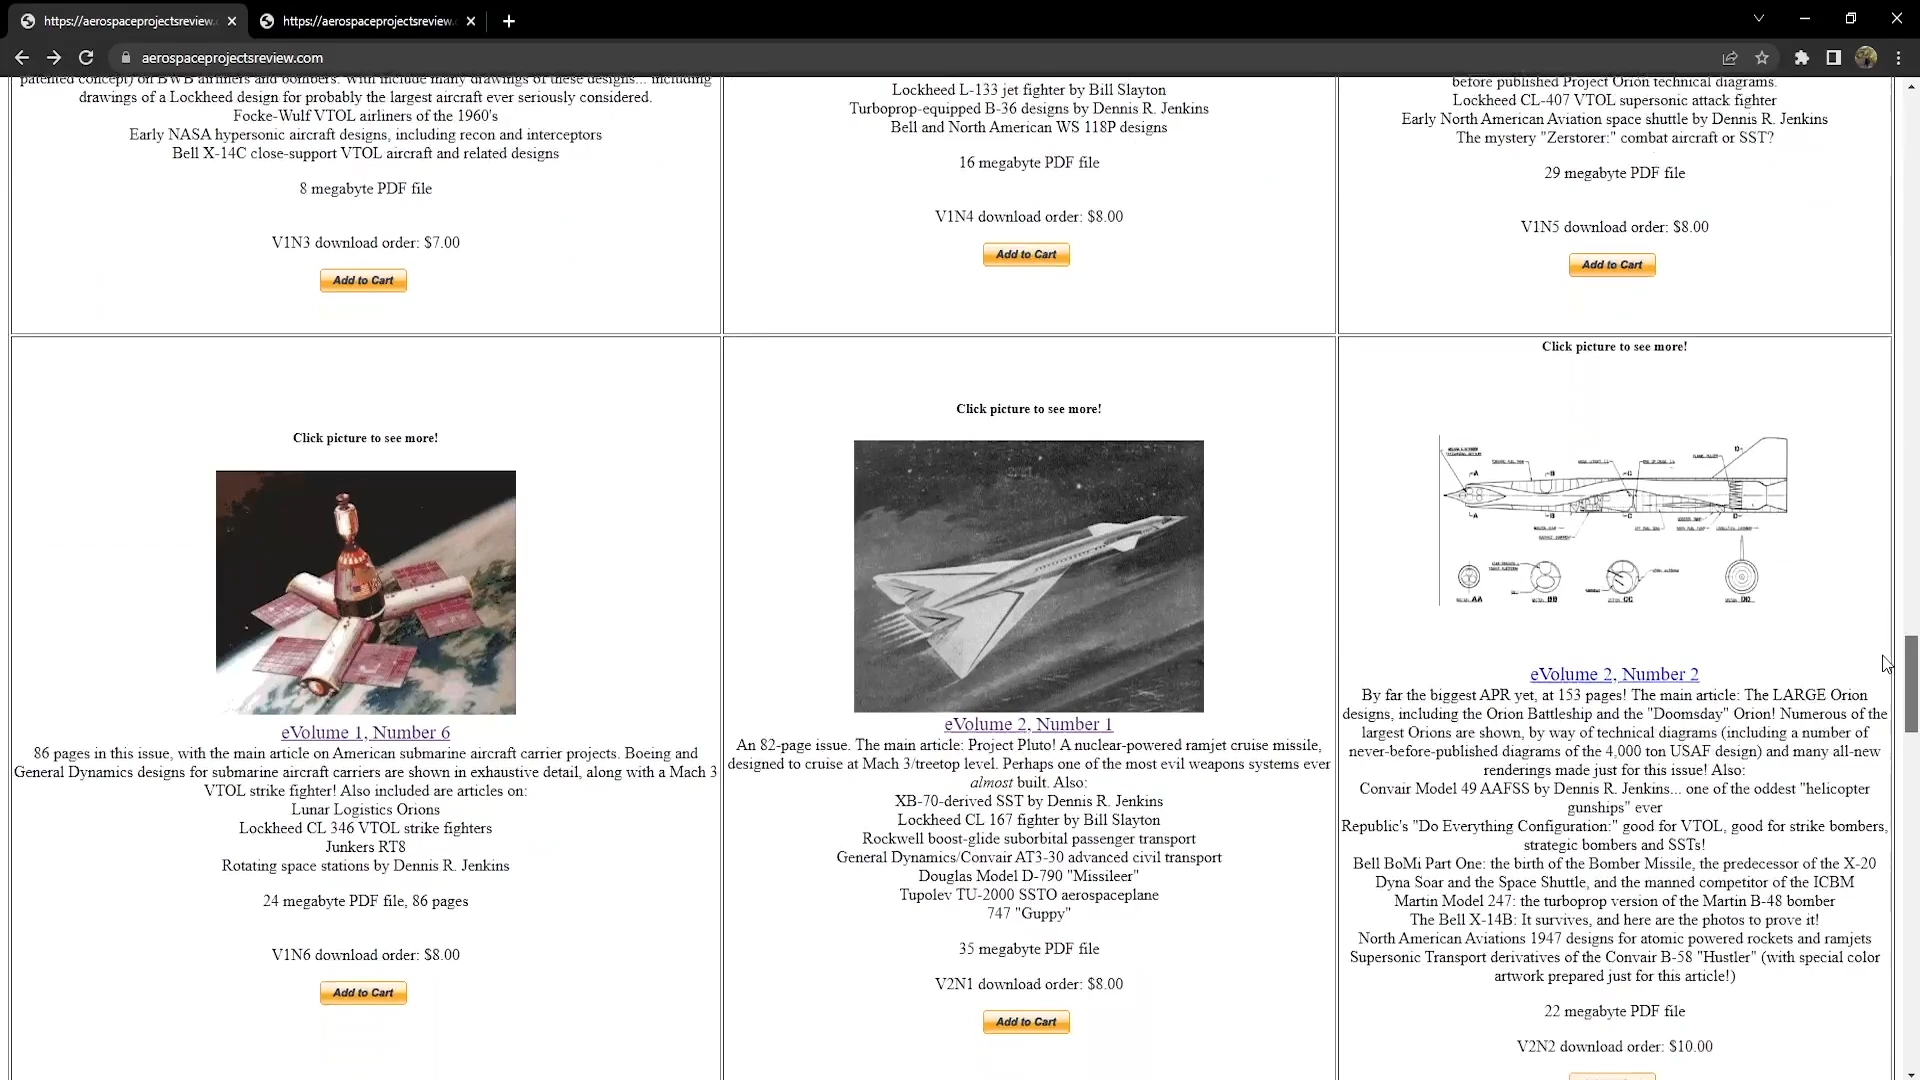 https://aerospaceprojectsreview.
https://aerospaceprojectsreview.
aerospaceprojectsreview.com
patented concept) on BWB airliners and bombers. With include many drawings of these designs... including
drawings of a Lockheed design for probably the largest aircraft ever seriously considered.
Focke-Wulf VTOL airliners of the 1960's
Early NASA hypersonic aircraft designs, including recon and interceptors
Bell X-14C close-support VTOL aircraft and related designs
8 megabyte PDF file
V1N3 download order: $7.00
Add to Cart
Lockheed L-133 jet fighter by Bill Slayton
Turboprop-equipped B-36 designs by Dennis R. Jenkins
Bell and North American WS 118P designs
16 megabyte PDF file
V1N4 download order: $8.00
Add to Cart
before published Project Orion technical diagrams.
Lockheed CL-407 VTOL supersonic attack fighter
Early North American Aviation space shuttle by Dennis R. Jenkins
The mystery "Zerstorer:" combat aircraft or SST?
29 megabyte PDF file
V1N5 download order: $8.00
Add to Cart
Click picture to see more!
eVolume 1, Number 6
86 pages in this issue, with the main article on American submarine aircraft carrier projects. Boeing and
General Dynamics designs for submarine aircraft carriers are shown in exhaustive detail, along with a Mach 3
VTOL strike fighter! Also included are articles on:
Lunar Logistics Orions
Lockheed CL 346 VTOL strike fighters
Junkers RT8
Rotating space stations by Dennis R. Jenkins
24 megabyte PDF file, 86 pages
V1N6 download order: $8.00
Add to Cart
Click picture to see more!
eVolume 2, Number 1
An 82-page issue. The main article: Project Pluto! A nuclear-powered ramjet cruise missile,
designed to cruise at Mach 3/treetop level. Perhaps one of the most evil weapons systems ever
almost built. Also:
XB-70-derived SST by Dennis R. Jenkins
Lockheed CL 167 fighter by Bill Slayton
Rockwell boost-glide suborbital passenger transport
General Dynamics/Convair AT3-30 advanced civil transport
Douglas Model D-790 "Missileer"
Tupolev TU-2000 SSTO aerospaceplane
747 "Guppy"
35 megabyte PDF file
V2N1 download order: $8.00
Add to Cart
Click picture to see more!
eVolume 2, Number 2
By far the biggest APR yet, at 153 pages! The main article: The LARGE Orion
designs, including the Orion Battleship and the "Doomsday" Orion! Numerous of the
largest Orions are shown, by way of technical diagrams (including a number of
never-before-published diagrams of the 4,000 ton USAF design) and many all-new
renderings made just for this issue! Also:
Convair Model 49 AAFSS by Dennis R. Jenkins... one of the oddest "helicopter
gunships" ever
Republic's "Do Everything Configuration:" good for VTOL, good for strike bombers,
strategic bombers and SSTs!
Bell BoMi Part One: the birth of the Bomber Missile, the predecessor of the X-20
Dyna Soar and the Space Shuttle, and the manned competitor of the ICBM
Martin Model 247: the turboprop version of the Martin B-48 bomber
The Bell X-14B: It survives, and here are the photos to prove it!
North American Aviations 1947 designs for atomic powered rockets and ramjets
Supersonic Transport derivatives of the Convair B-58 "Hustler" (with special color
artwork prepared just for this article!)
22 megabyte PDF file
V2N2 download order: $10.00